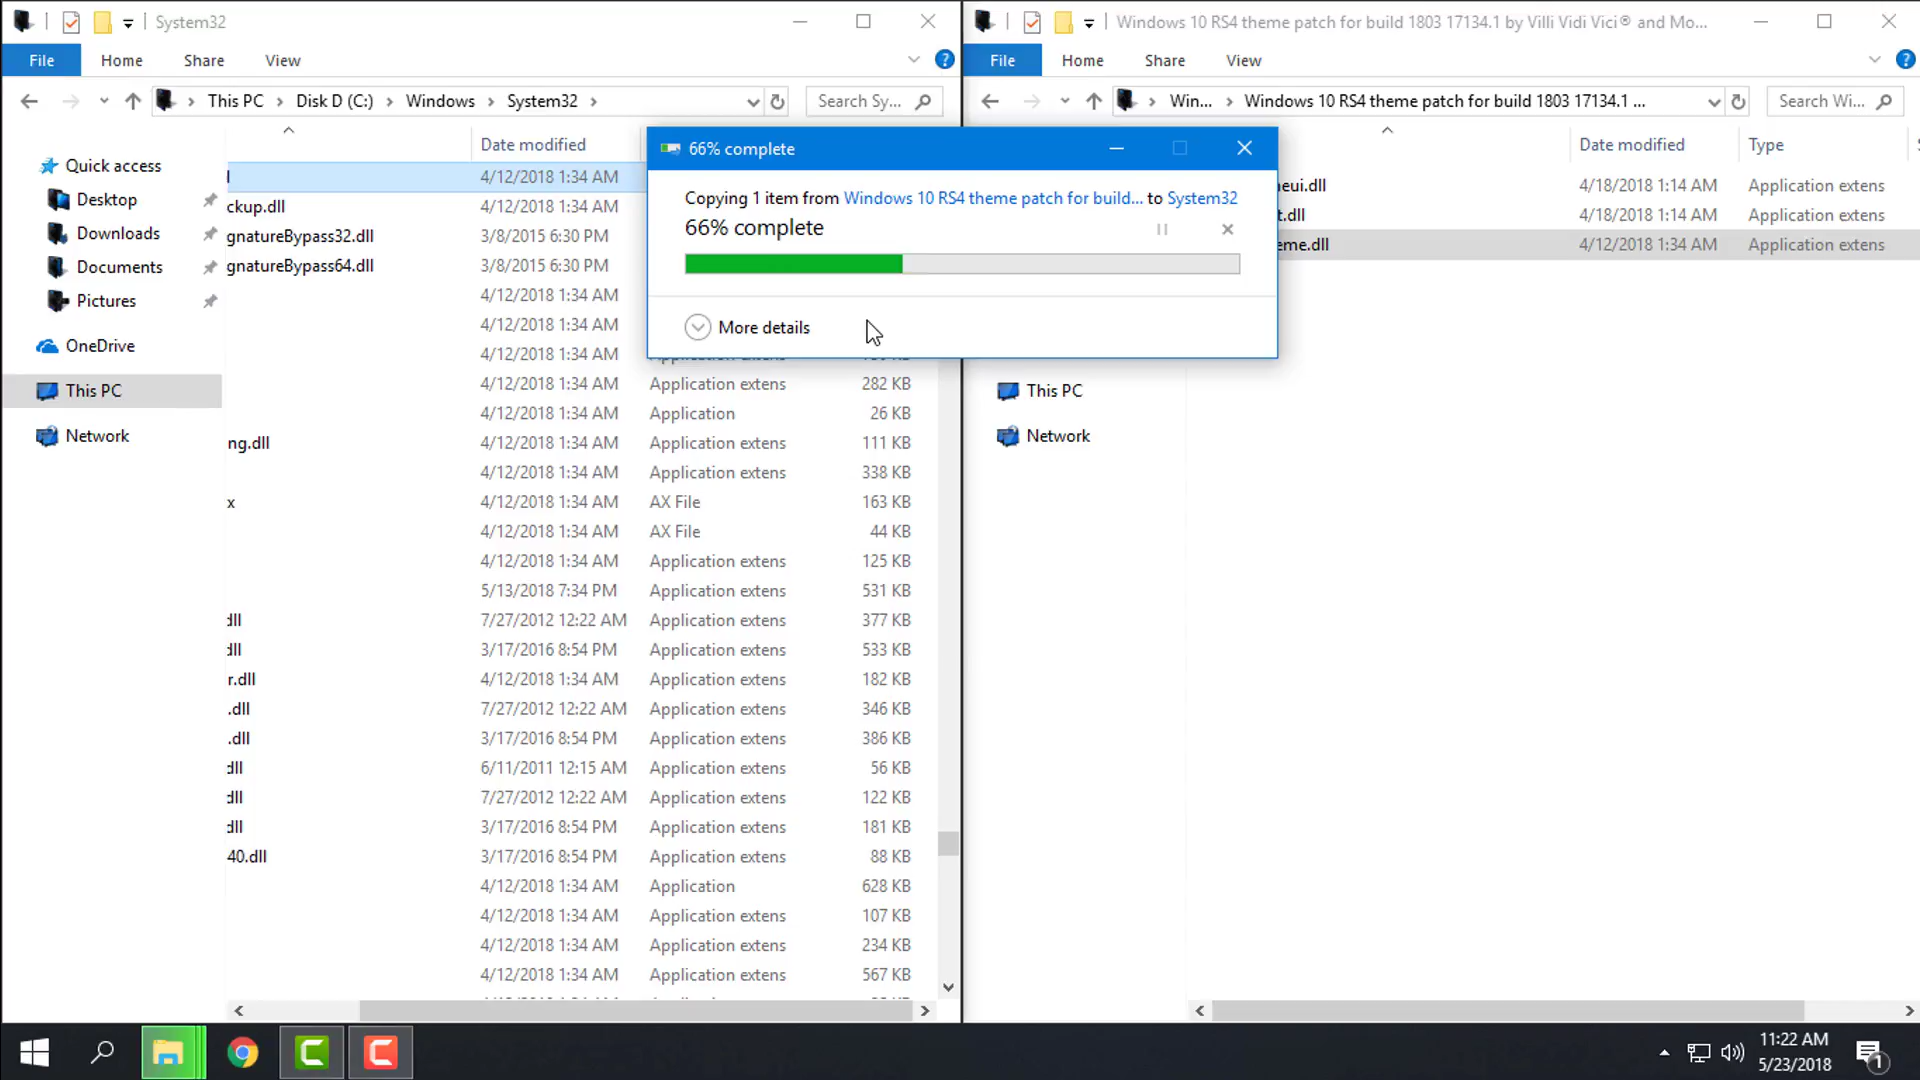 System32
File Home Share View
This PC Disk D (C:) Windows System32 Search Sy...
Date modified
Quick access
Desktop
Downloads
Documents
Pictures
OneDrive
This PC
Network
4/12/2018 1:34 AM
ckup.dll 4/12/2018 1:34 AM
gnatureBypass32.dll 3/8/2015 6:30 PM
gnatureBypass64.dll 3/8/2015 6:30 PM
4/12/2018 1:34 AM
4/12/2018 1:34 AM
4/12/2018 1:34 AM
4/12/2018 1:34 AM Application extens 282 KB
4/12/2018 1:34 AM Application 26 KB
ng.dll 4/12/2018 1:34 AM Application extens 111 KB
4/12/2018 1:34 AM Application extens 338 KB
x 4/12/2018 1:34 AM AX File 163 KB
4/12/2018 1:34 AM AX File 44 KB
4/12/2018 1:34 AM Application extens 125 KB
5/13/2018 7:34 PM Application extens 531 KB
dll 7/27/2012 12:22 AM Application extens 377 KB
dll 3/17/2016 8:54 PM Application extens 533 KB
r.dll 4/12/2018 1:34 AM Application extens 182 KB
.dll 7/27/2012 12:22 AM Application extens 346 KB
.dll 3/17/2016 8:54 PM Application extens 386 KB
dll 6/11/2011 12:15 AM Application extens 56 KB
dll 7/27/2012 12:22 AM Application extens 122 KB
dll 3/17/2016 8:54 PM Application extens 181 KB
40.dll 3/17/2016 8:54 PM Application extens 88 KB
4/12/2018 1:34 AM Application 628 KB
4/12/2018 1:34 AM Application extens 107 KB
4/12/2018 1:34 AM Application extens 234 KB
4/12/2018 1:34 AM Application extens 567 KB
66% complete
Copying 1 item from Windows 10 RS4 theme patch for build... to System32
66% complete
More details
Windows 10 RS4 theme patch for build 1803 17134.1 by Villi Vidi Vici® and Mo...
File Home Share View
Win... Windows 10 RS4 theme patch for build 1803 17134.1 ... Search Wi...
Date modified Type
eui.dll 4/18/2018 1:14 AM Application extens
t.dll 4/18/2018 1:14 AM Application extens
eme.dll 4/12/2018 1:34 AM Application extens
This PC
Network
11:22 AM
5/23/2018
1